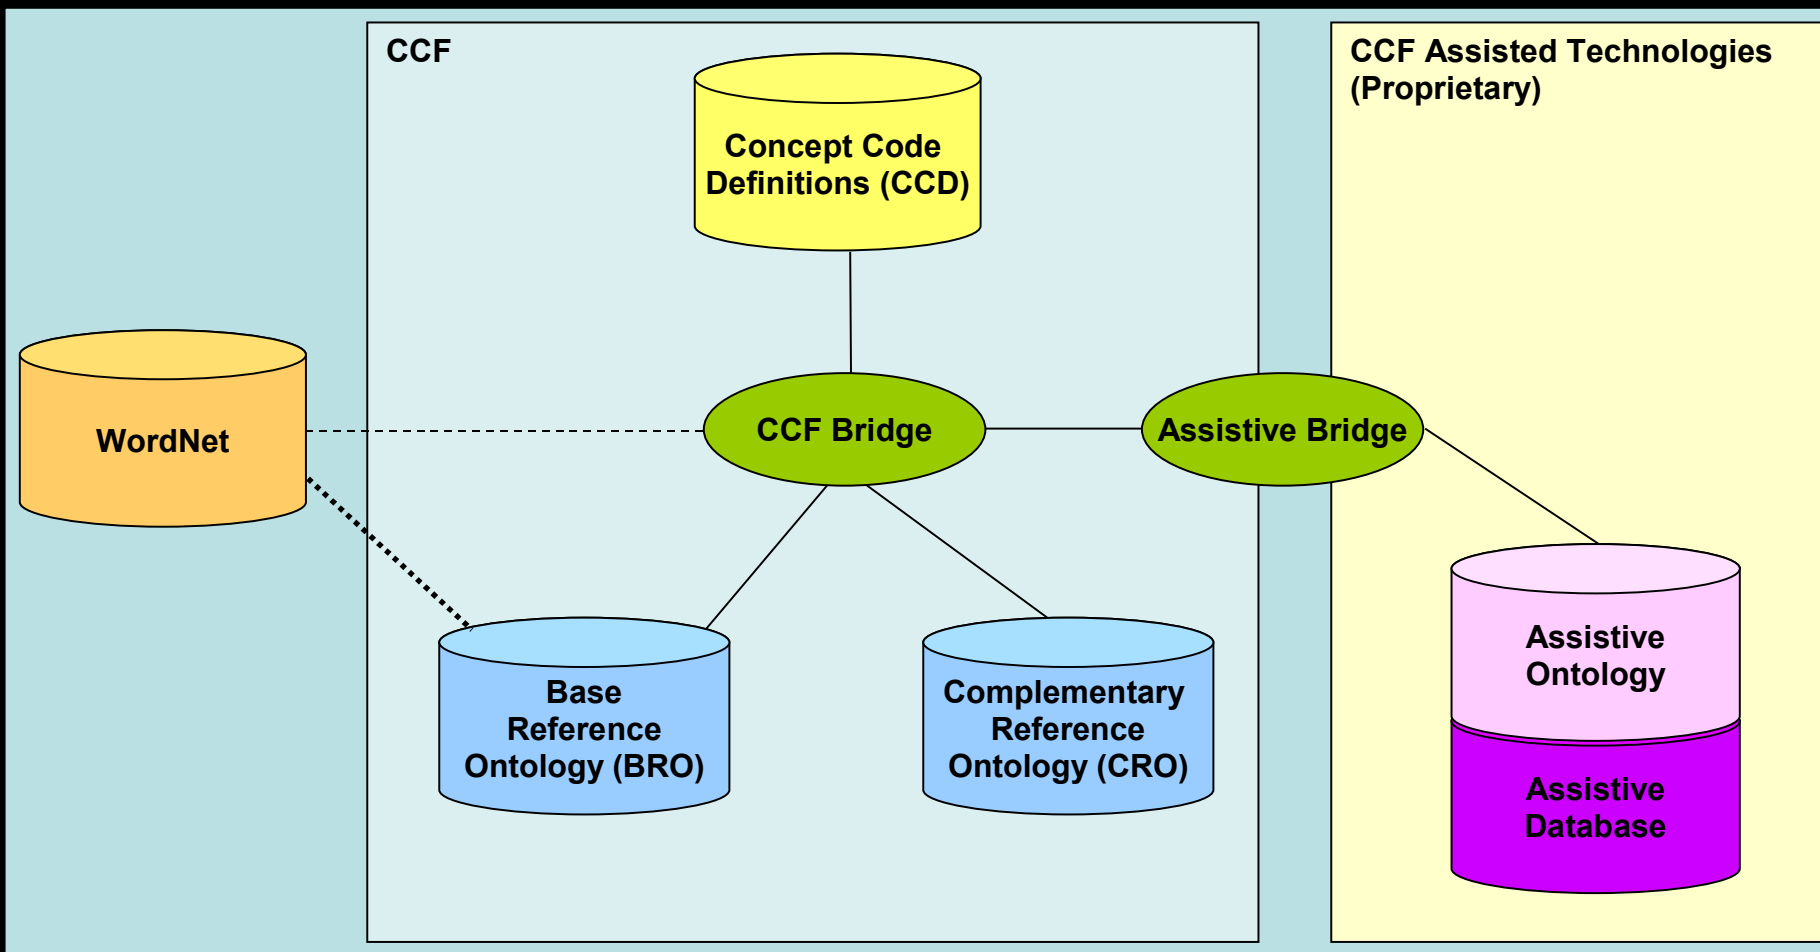 CCF
CCF Assisted Technologies
(Proprietary)
Concept Code
Definitions (CCD)
WordNet
CCF Bridge
Assistive Bridge
Base
Reference
Ontology (BRO)
Complementary
Reference
Ontology (CRO)
Assistive
Ontology
Assistive
Database